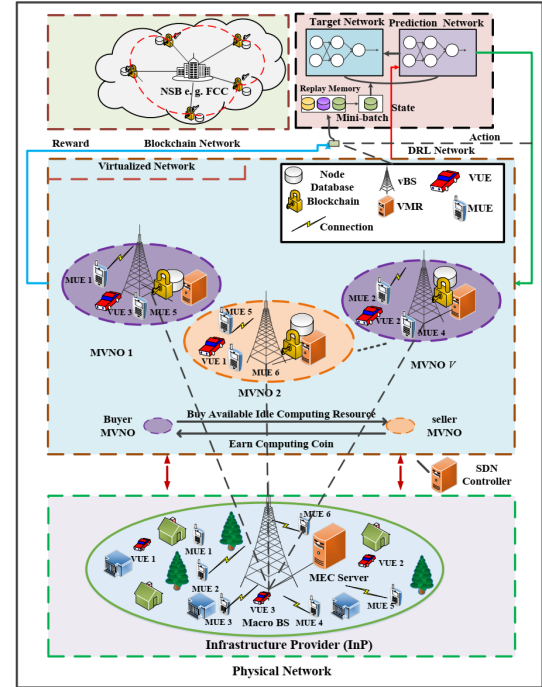 Target Network
Prediction Network
NSB e. g. FCC
Replay Memory
Mini-batch
State
Reward
Blockchain Network
Action
DRL Network
Virtualized Network
Node
Database
Blockchain
Connection
vBS
VMR
VUE
MUE
MUE 1
VUE 3
MUE 5
MVNO 1
MUE 5
VUE 1
MUE 6
MVNO 2
MUE 2
VUE 2
MUE 4
MVNO V
Buyer
MVNO
Buy Available Idle Computing Resource
Earn Computing Coin
seller
MVNO
SDN
Controller
MUE 6
VUE 1
MUE 1
MUE 2
MUE 3
Macro BS
VUE 3
MUE 4
MEC Server
VUE 2
MUE 5
Infrastructure Provider (InP)
Physical Network